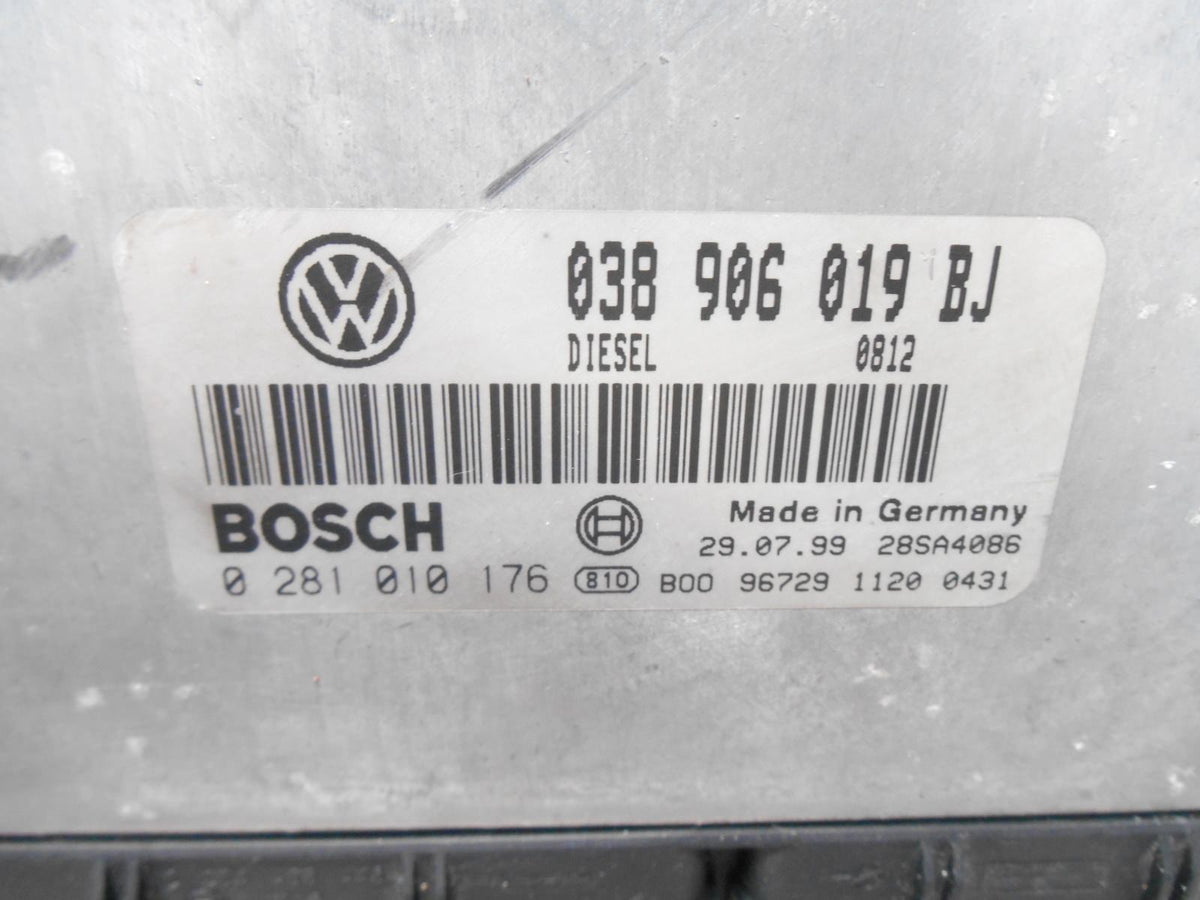 038 906 019 BJ
DIESEL 0812
BOSCH
Made in Germany
29.07.99 28SA4086
0 281 010 176 810 B00 96729 1120 0431